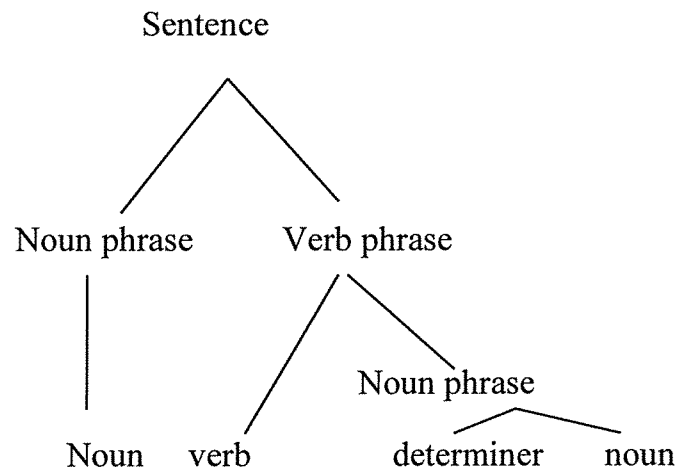 Sentence
Noun phrase Verb phrase
Noun phrase
Noun verb determiner noun